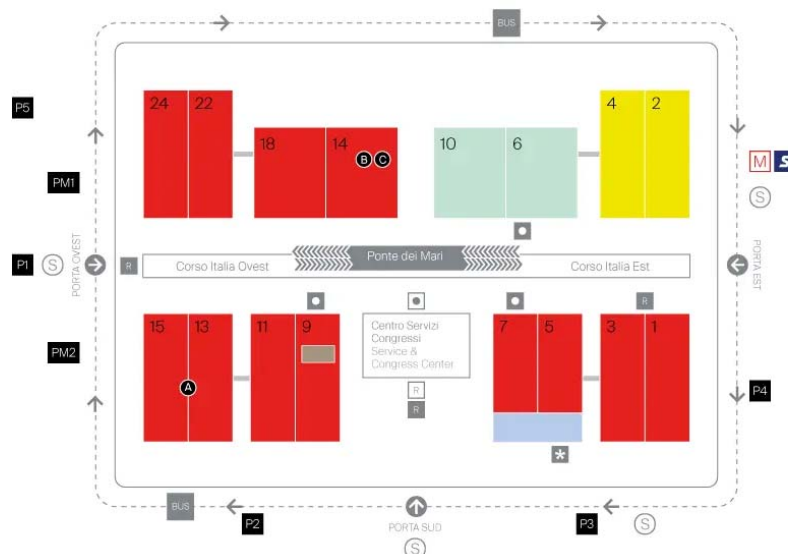 BUS
P5
24 22
4 2
18 14
B C
10 6
M S
PM1
S
P1 S
PORTA OVEST
R
Corso Italia Ovest
Ponte dei Mari
Corso Italia Est
PORTA EST
R
15 13
11 9
Centro Servizi
Congressi
Service &
Congress Center
7 5
3 1
PM2
A
R
R
P4
*
BUS
P2
PORTA SUD
S
P3
S